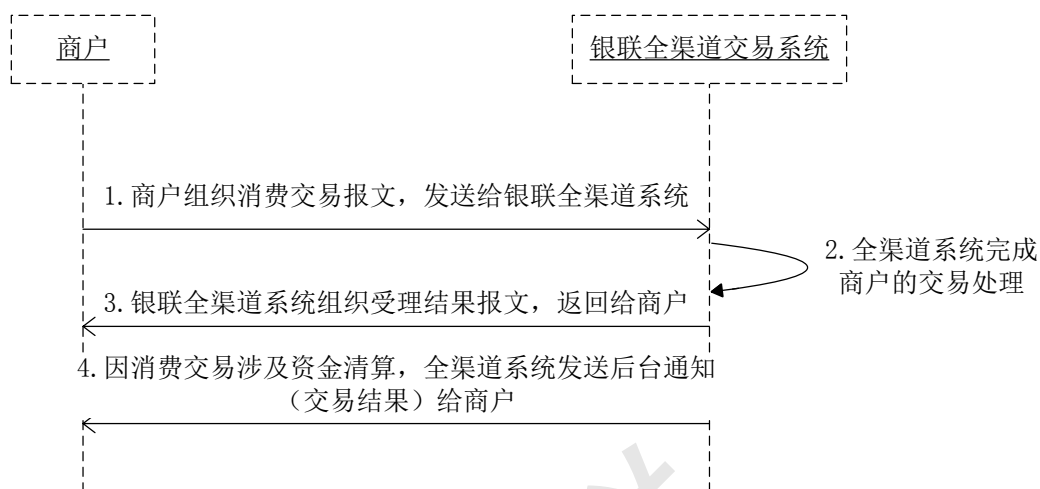 商户
银联全渠道交易系统
1.商户组织消费交易报文，发送给银联全渠道系统
2.全渠道系统完成
商户的交易处理
3.银联全渠道系统组织受理结果报文，返回给商户
4.因消费交易涉及资金清算，全渠道系统发送后台通知
（交易结果）给商户